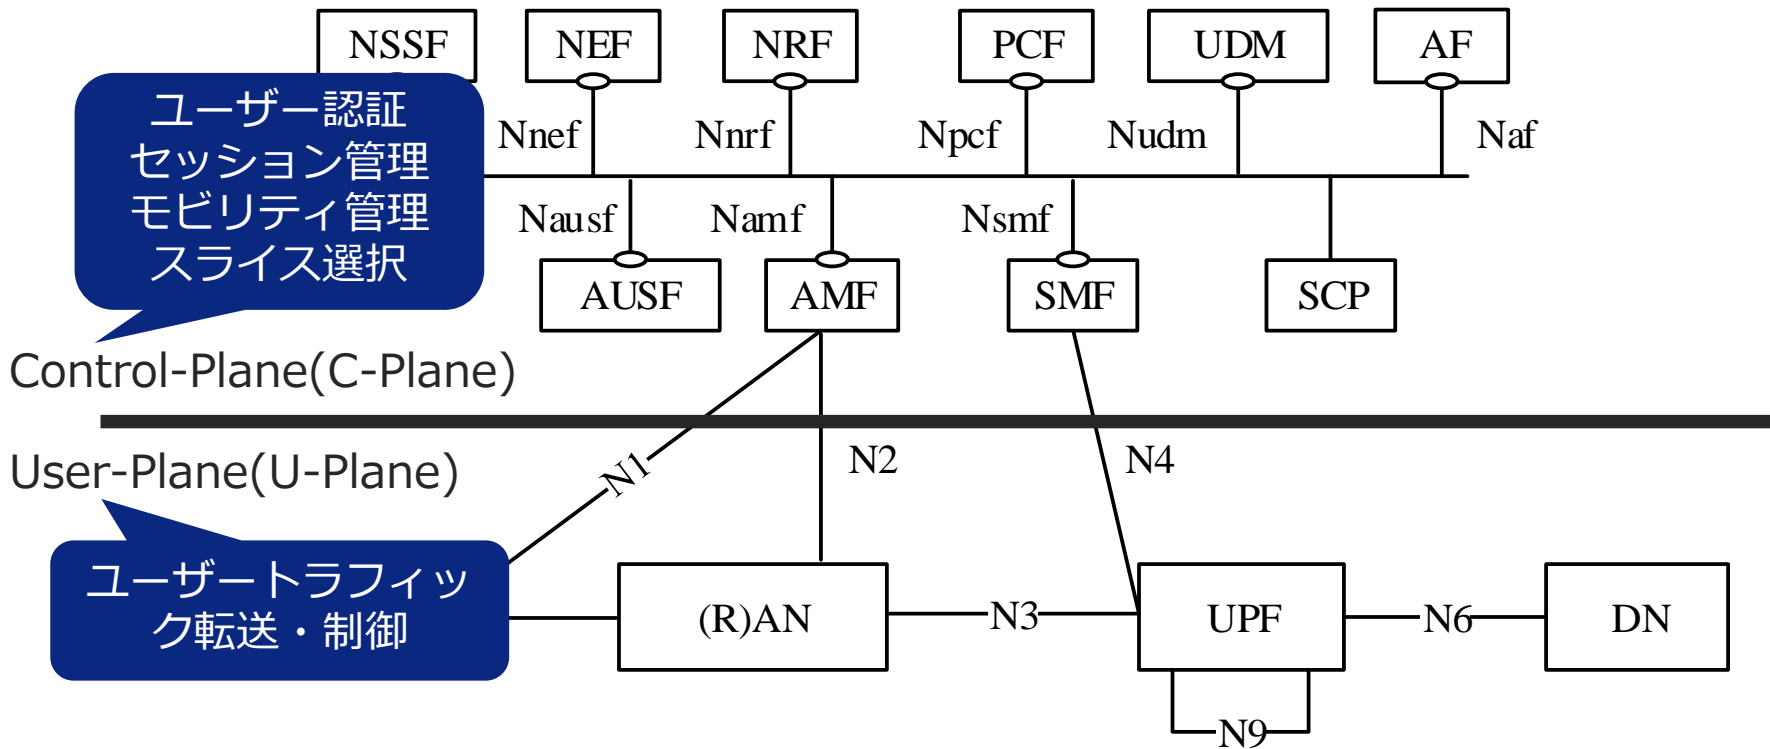 NSSF
NEF
NRF
PCF
UDM
AF
ユーザー認証
セッション管理
モビリティ管理
スライス選択
Nnef
Nnrf
Npcf
Nudm
Naf
Nausf
Namf
Nsmf
AUSF
AMF
SMF
SCP
Control-Plane(C-Plane)
User-Plane(U-Plane)
N1
N2
N4
ユーザートラフィッ
ク転送・制御
(R)AN
N3
UPF
N6
DN
N9